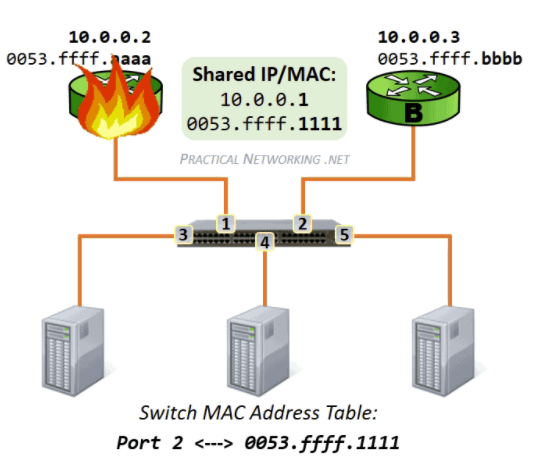 10.0.0.2
0053.ffff.aaaa
10.0.0.3
0053.ffff.bbbb
Shared IP/MAC:
10.0.0.1
0053.ffff.1111
PRACTICAL NETWORKING .NET
B
1
2
3
4
5
Switch MAC Address Table:
Port 2 <---> 0053.ffff.1111